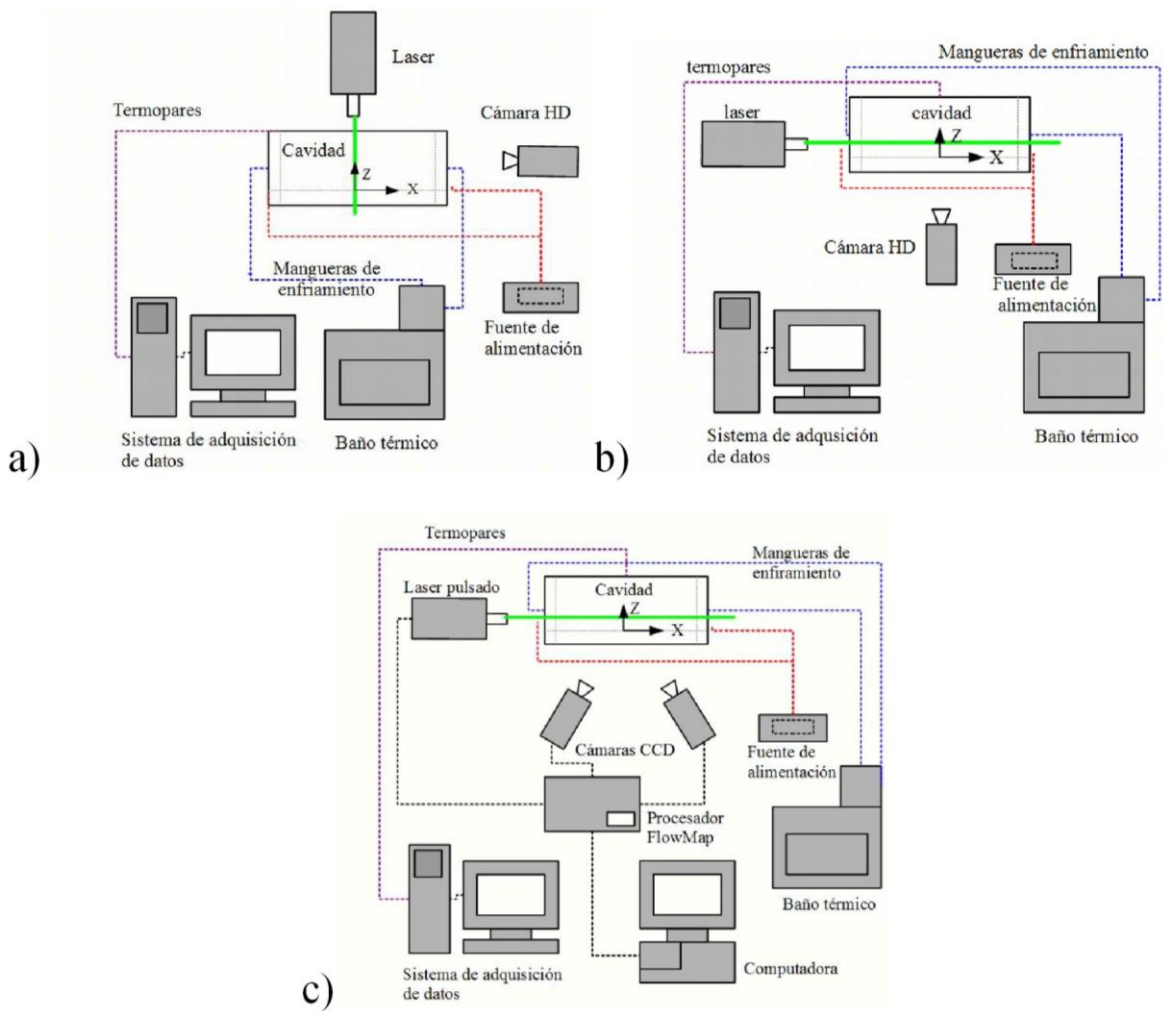 Laser
Termopares
Cámara HD
Cavidad
Z
X
Mangueras de
enfriamiento
Fuente de
alimentación
Sistema de adquisición
de datos
Baño térmico
a)
Mangueras de enfriamiento
termopares
laser
cavidad
Z
X
Cámara HD
Fuente de
alimentación
Sistema de adqusición
de datos
Baño térmico
b)
Termopares
Mangueras de
enfiramiento
Laser pulsado
Cavidad
Z
X
Cámaras CCD
Fuente de
alimentación
Procesador
FlowMap
Baño térmico
Sistema de adquisición
de datos
Computadora
c)